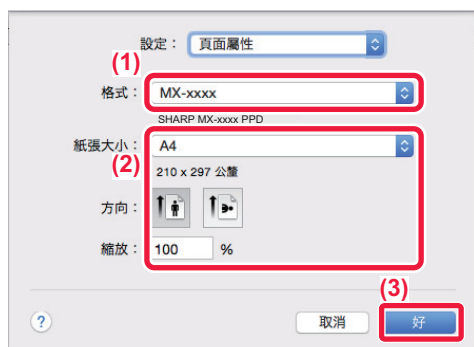 設定： 頁面屬性
(1)
格式： MX-xxxx
SHARP MX-xxxx PPD
紙張大小： A4
(2)
210 x 297 公釐
方向：
縮放： 100 %
(3)
? 取消 好